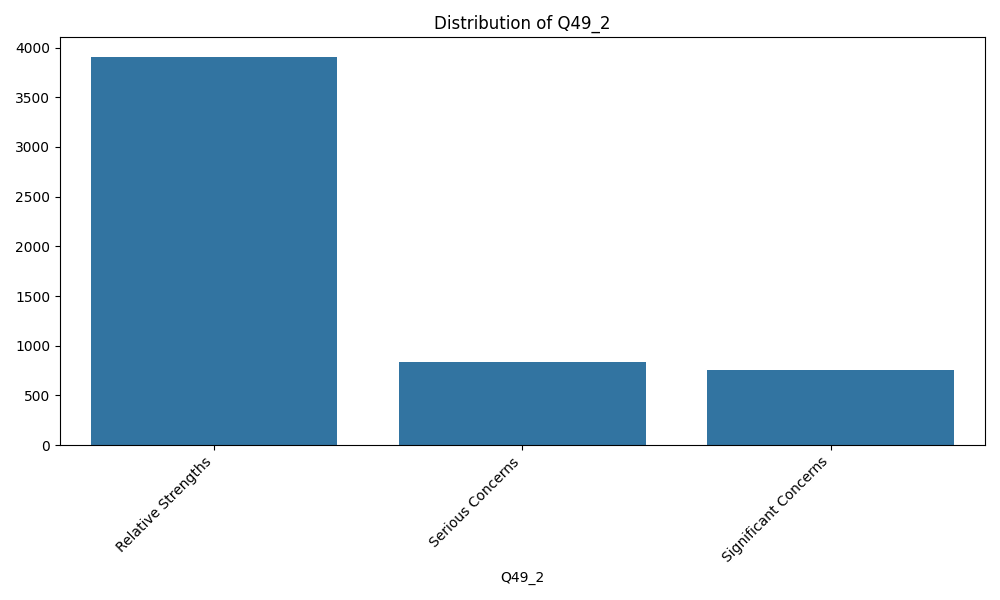 Distribution of Q49_2
4000
3500
3000
2500
2000
1500
1000
500
0
Relative Strengths
Serious Concerns
Significant Concerns
Q49_2